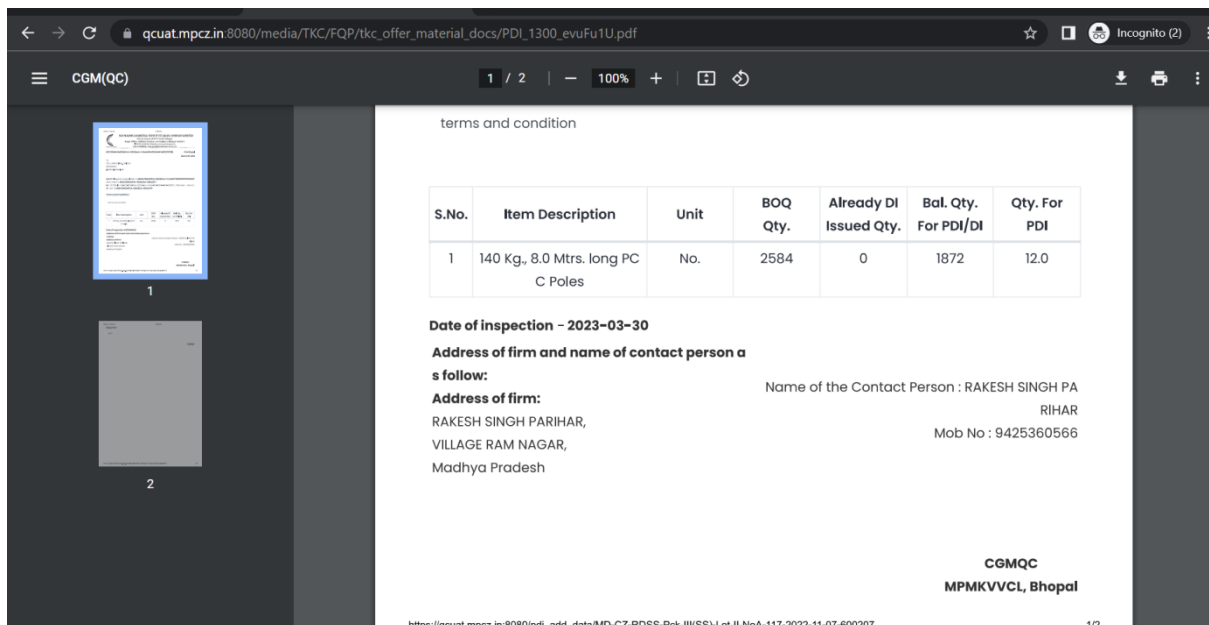 qcuat.mpcz.in:8080/media/TKC/FQP/tkc_offer_material_docs/PDI_1300_evuFu1U.pdf
Incognito (2)
CGM(QC)
1 / 2
100%
terms and condition
S.No. Item Description Unit BOQ Qty. Already DI Issued Qty. Bal. Qty. For PDI/DI Qty. For PDI
1 140 Kg., 8.0 Mtrs. long PC C Poles No. 2584 0 1872 12.0
Date of inspection - 2023-03-30
Address of firm and name of contact person a
s follow:
Address of firm:
RAKESH SINGH PARIHAR,
VILLAGE RAM NAGAR,
Madhya Pradesh
Name of the Contact Person : RAKESH SINGH PA
RIHAR
Mob No : 9425360566
CGMQC
MPMKVVCL, Bhopal
1
2